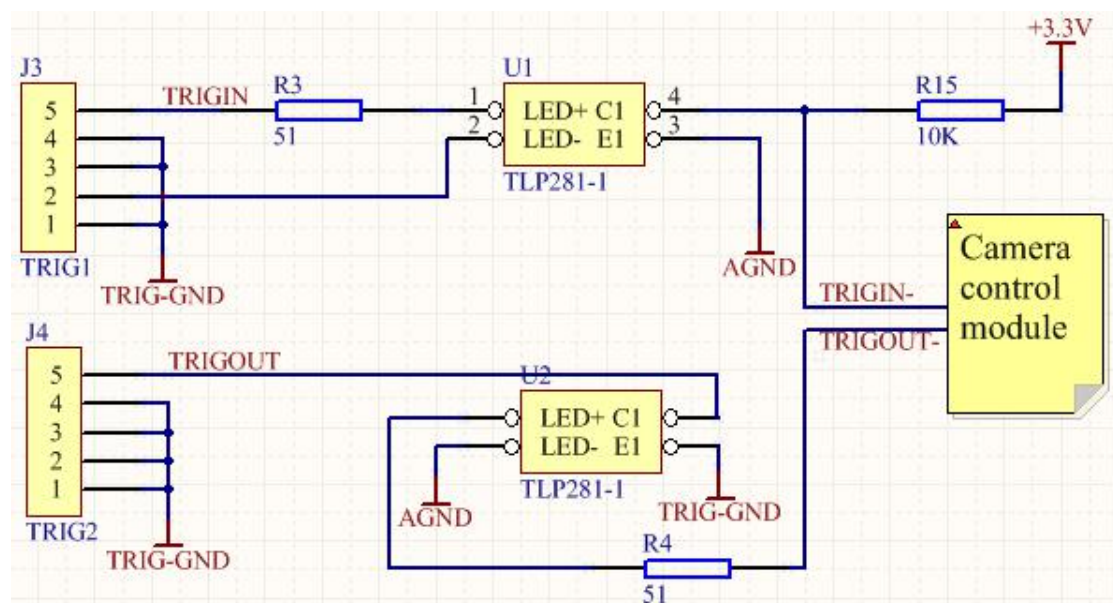 +3.3V
J3
U1
R3
R15
TRIGIN
5
4
3
2
1
1
2
LED+ C1
LED- E1
4
3
51
10K
TLP281-1
TRIG1
TRIG-GND
AGND
Camera
control
module
TRIGIN-
TRIGOUT-
J4
TRIGOUT
U2
5
4
3
2
1
LED+ C1
LED- E1
TLP281-1
AGND
TRIG-GND
TRIG2
TRIG-GND
R4
51